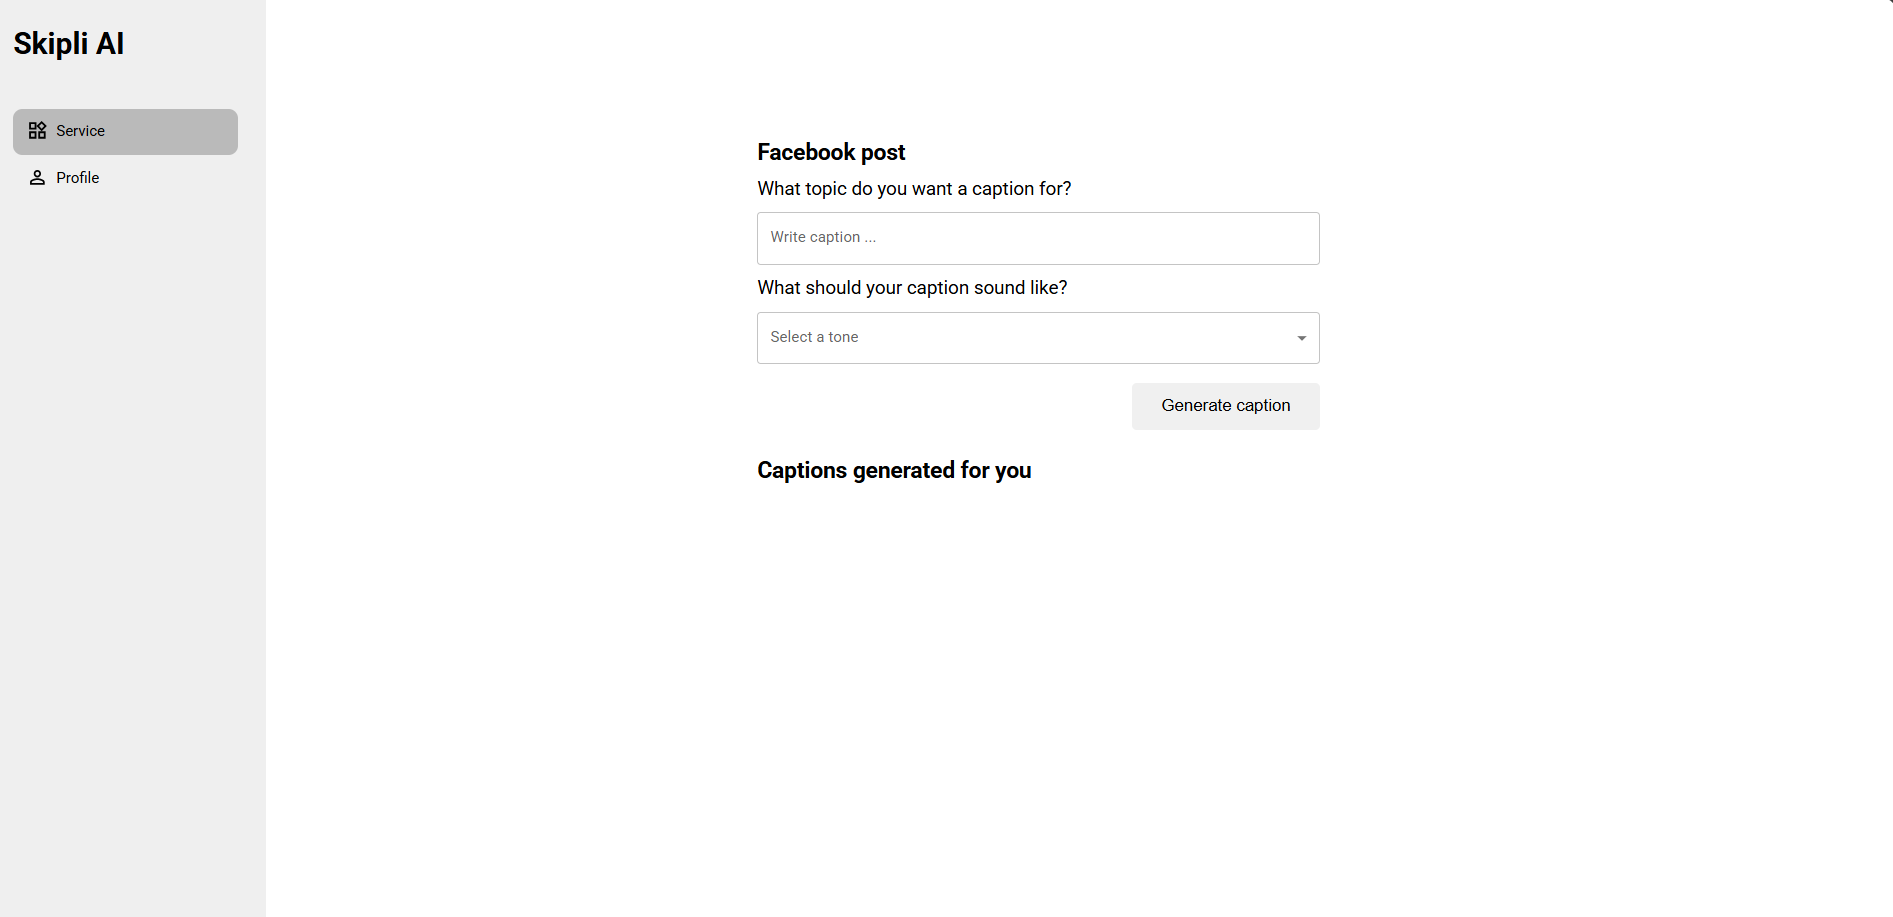 Skipli AI
Service
Profile
Facebook post
What topic do you want a caption for?
Write caption ...
What should your caption sound like?
Select a tone
Generate caption
Captions generated for you